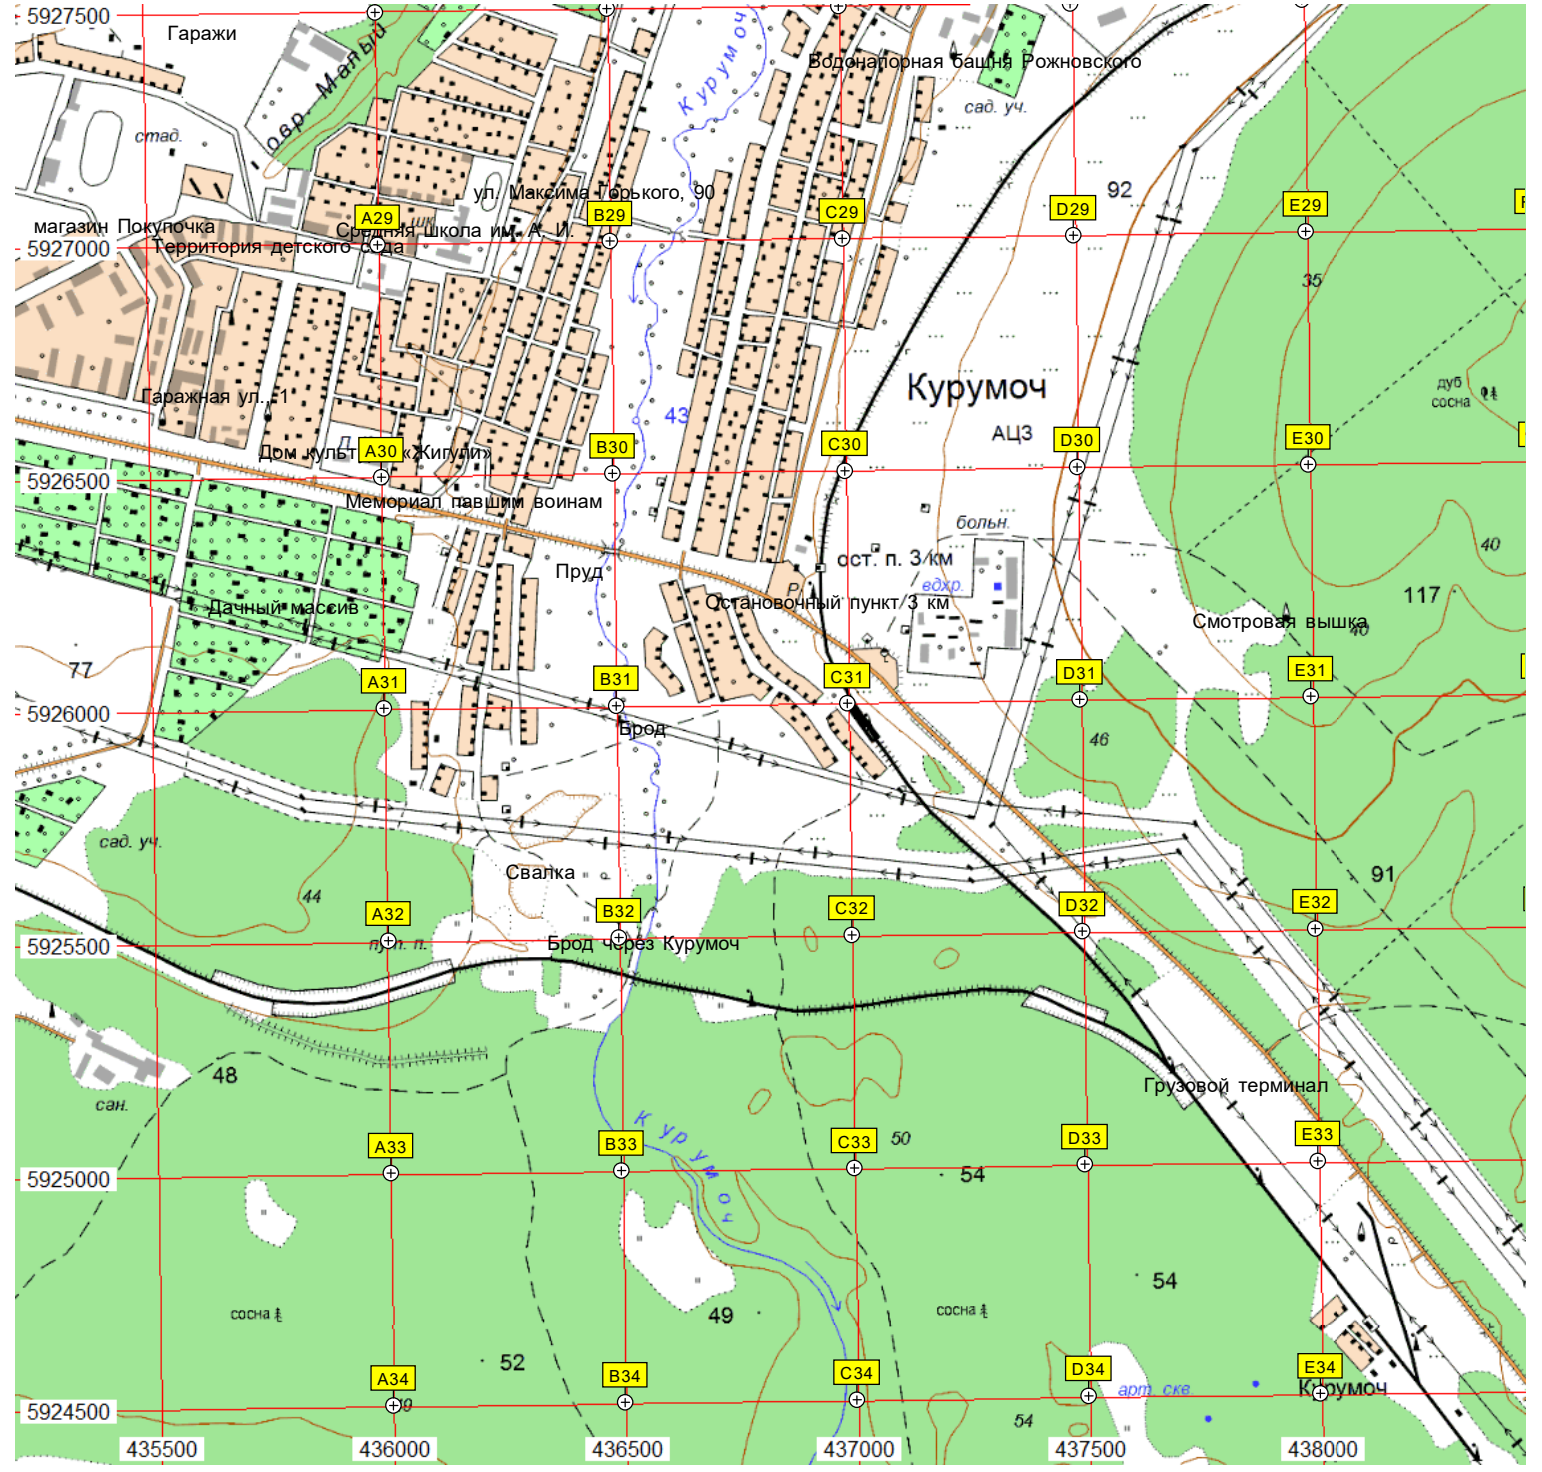 5927500
Гаражи
овр. Малый
Курумоч
Водонапорная башня Рожновского
сад. уч.
стад.
92
ул. Максима Горького, 90
A29
B29
C29
D29
E29
шк.
магазин Покупочка
Средняя школа им. А. И.
Территория детского сада
5927000
35
Курумоч
дуб
сосна
Гаражная ул., 1
43
АЦЗ
A30
B30
C30
D30
E30
Дом культ «Жигули»
5926500
Мемориал павшим воинам
больн.
40
ост. п. 3 км
Пруд
вдхр.
Р
117
Дачный массив
Остановочный пункт 3 км
Смотровая вышка
40
77
A31
B31
C31
D31
E31
5926000
Брод
46
сад. уч.
Свалка
91
44
A32
B32
C32
D32
E32
5925500
Брод через Курумоч
48
Грузовой терминал
сан.
Курумоч
A33
B33
C33
D33
E33
50
5925000
54
54
сосна
49
сосна
52
A34
B34
C34
D34
E34
арт. скв.
Курумоч
5924500
54
435500
436000
436500
437000
437500
438000